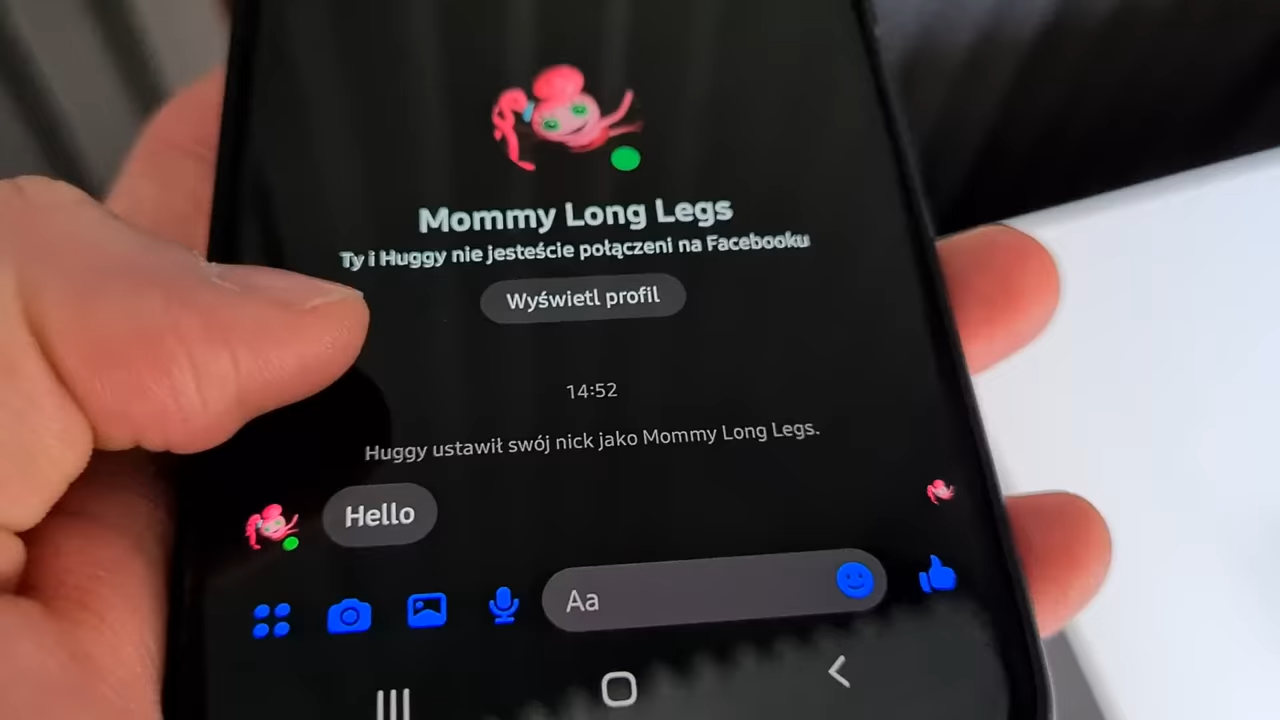 Mommy Long Legs
Ty i Huggy nie jesteście połączeni na Facebooku
Wyświetl profil
14:52
Huggy ustawił swój nick jako Mommy Long Legs.
Hello
Aa